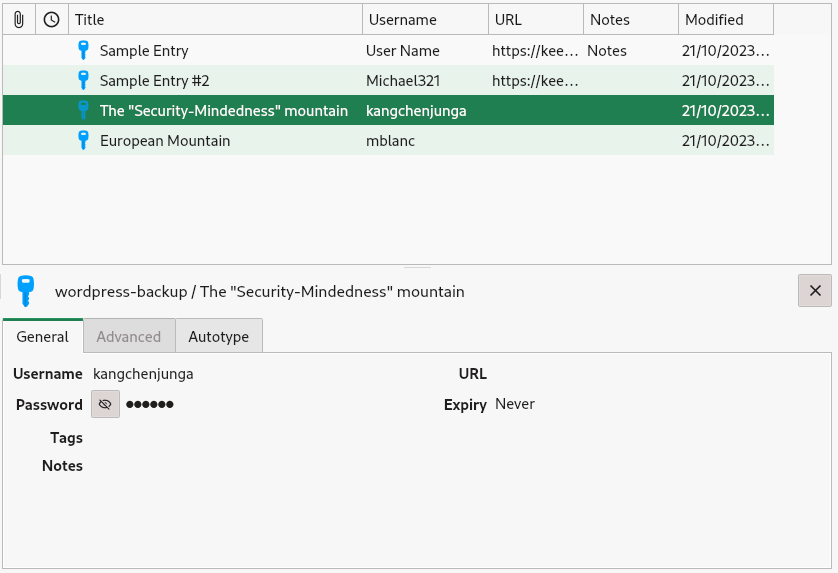 Title Username URL Notes Modified
Sample Entry User Name https://kee... Notes 21/10/2023...
Sample Entry #2 Michael321 https://kee... 21/10/2023...
The "Security-Mindedness" mountain kangchenjunga 21/10/2023...
European Mountain mblanc 21/10/2023...
wordpress-backup / The "Security-Mindedness" mountain
General Advanced Autotype
Username kangchenjunga URL
Password ●●●●●● Expiry Never
Tags
Notes